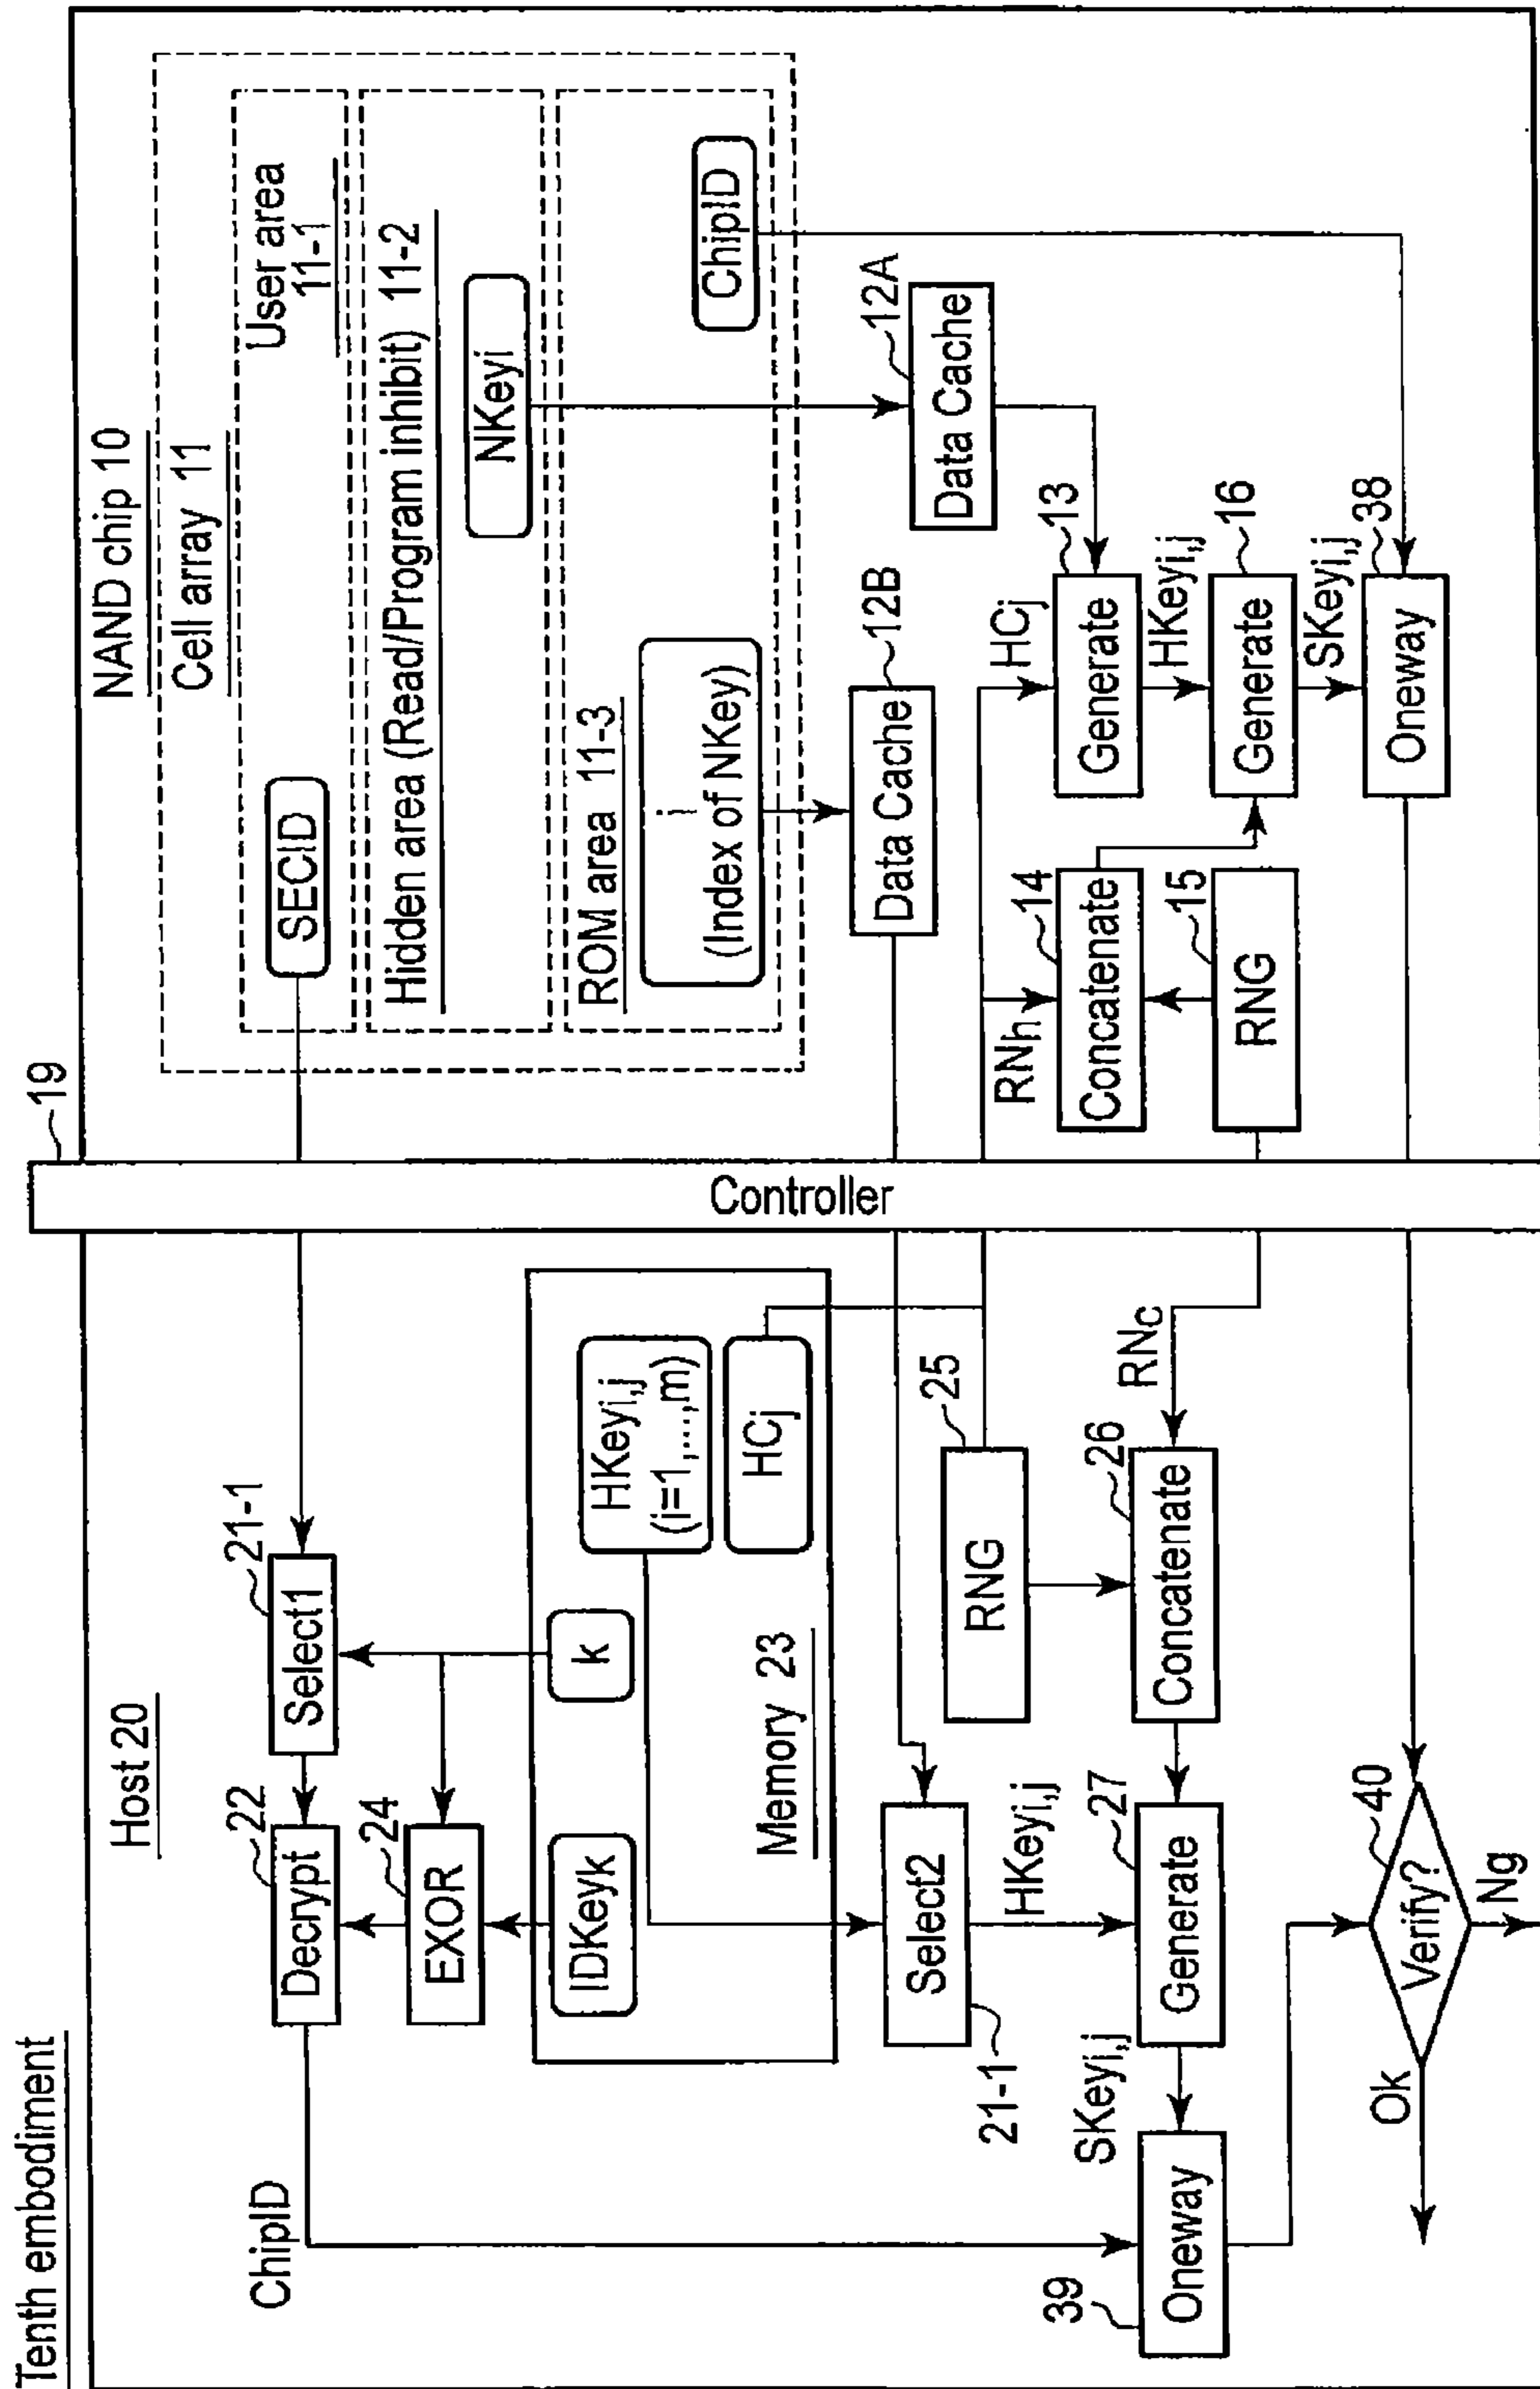 Tenth embodiment
Host 20
ChipID
Decrypt
22
Select1
21-1
EXOR
24
IDKeyk
k
HKeyi,j
(i=1,...,m)
HCj
Memory 23
Select2
21-1
HKeyi,j
RNG
25
Concatenate
26
RNc
Generate
27
SKeyi,j
Oneway
39
Verify?
40
Ok
Ng
Controller
19
NAND chip 10
Cell array 11
User area
11-1
SECID
Hidden area (Read/Program inhibit) 11-2
NKeyi
ROM area 11-3
i
(Index of NKey)
ChipID
Data Cache
12B
Data Cache
12A
HCj
Generate
13
RNh
Concatenate
14
HKeyi,j
RNG
15
Generate
16
SKeyi,j
Oneway
38